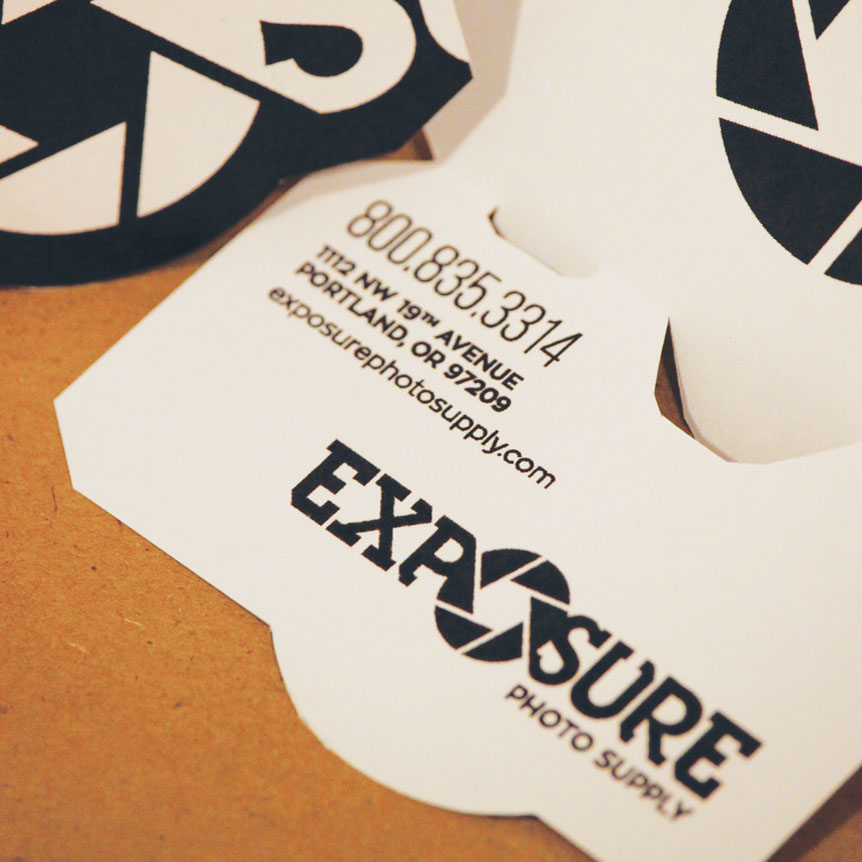 800.835.3314
1112 NW 19TH AVENUE
PORTLAND, OR 97209
exposurephotosupply.com
EXPOSURE
PHOTO SUPPLY